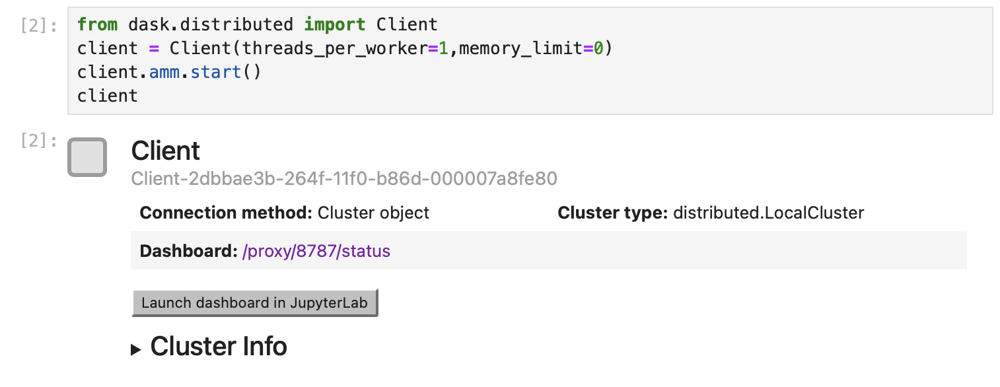 [2]: from dask.distributed import Client
client = Client(threads_per_worker=1,memory_limit=0)
client.amm.start()
client
[2]: Client
Client-2dbbae3b-264f-11f0-b86d-000007a8fe80
Connection method: Cluster object Cluster type: distributed.LocalCluster
Dashboard: /proxy/8787/status
Launch dashboard in JupyterLab
Cluster Info